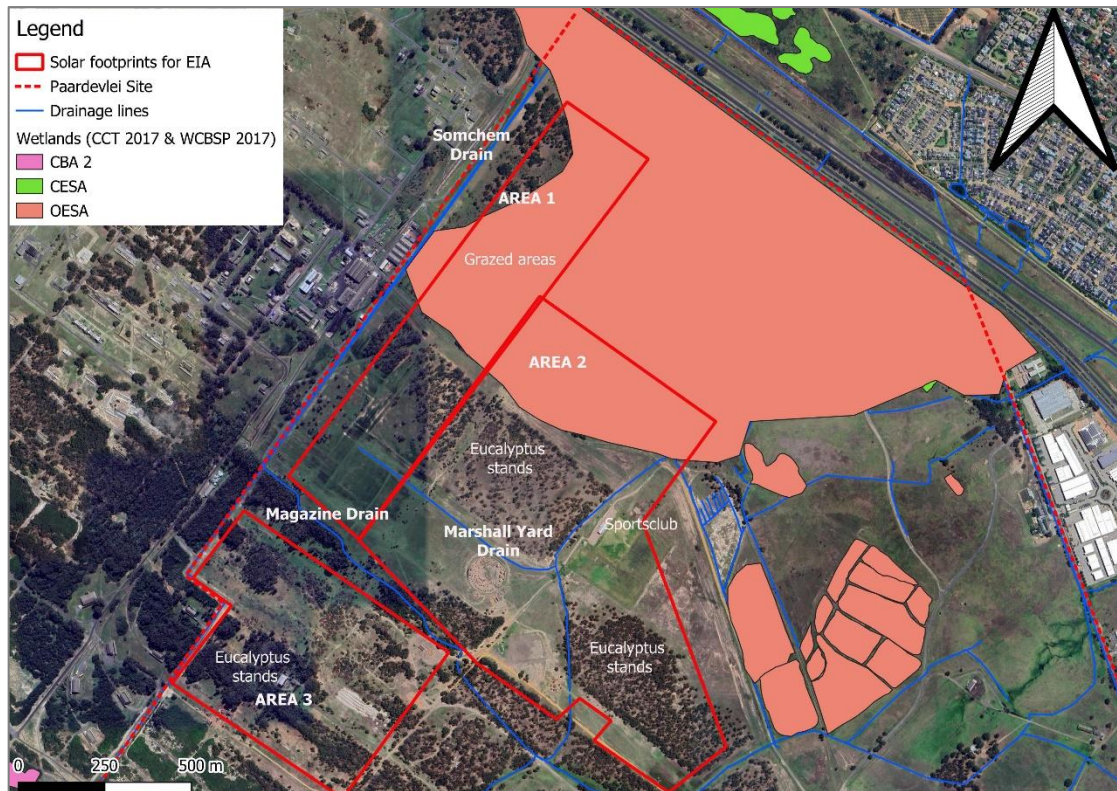 Legend
Solar footprints for EIA
Paardevlei Site
Drainage lines
Wetlands (CCT 2017 & WCBSP 2017)
CBA 2
CESA
OESA
Somchem
Drain
AREA 1
Grazed areas
AREA 2
Eucalyptus
stands
Magazine Drain
Marshall Yard
Drain
Sportsclub
Eucalyptus
stands
AREA 3
Eucalyptus
stands
0 250 500 m